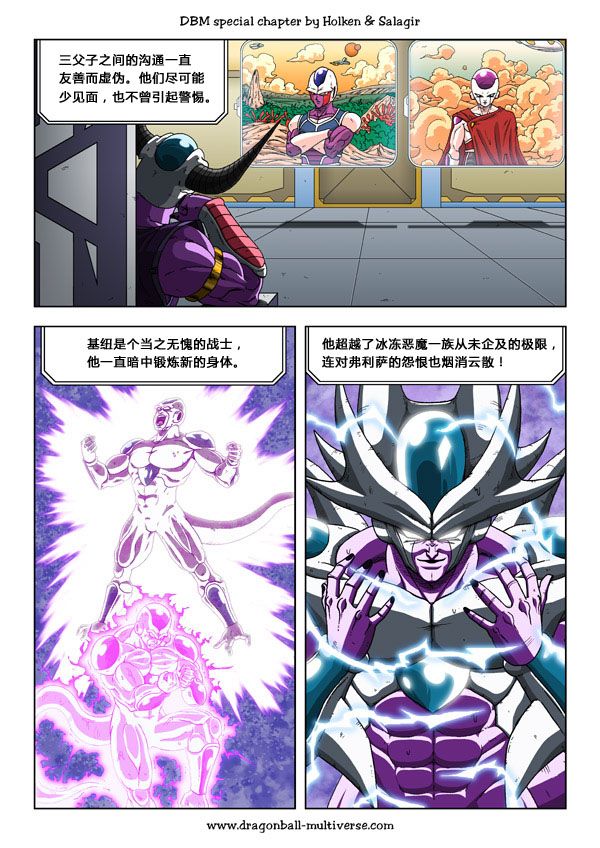 DBM special chapter by Holken & Salagir
三父子之间的沟通一直
友善而虚伪。他们尽可能
少见面，也不曾引起警惕。
基纽是个当之无愧的战士，
他一直暗中锻炼新的身体。
他超越了冰冻恶魔一族从未企及的极限，
连对弗利萨的怨恨也烟消云散！
www.dragonball-multiverse.com